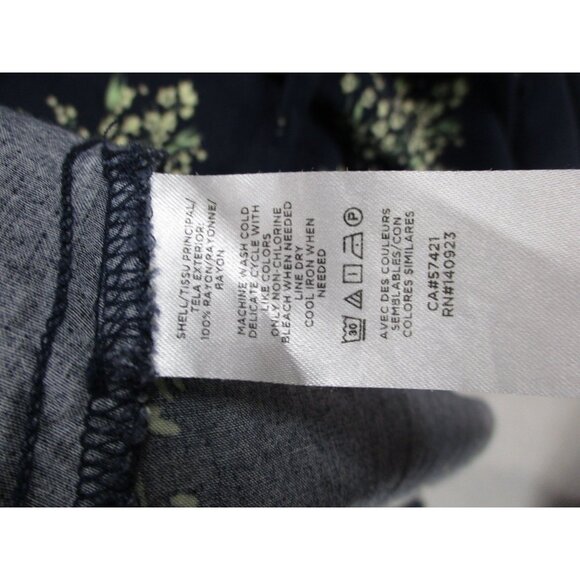 SHELL/TISSU PRINCIPAL/
TELA EXTERIOR:
100% RAYON/RAYONNE/
RAYON.
MACHINE WASH COLD
DELICATE CYCLE WITH
LIKE COLORS
ONLY NON-CHLORINE
BLEACH WHEN NEEDED
LINE DRY
COOL IRON WHEN
NEEDED
30 P
AVEC DES COULEURS
SEMBLABLES/CON
COLORES SIMILARES
CA#57421
RN#140923